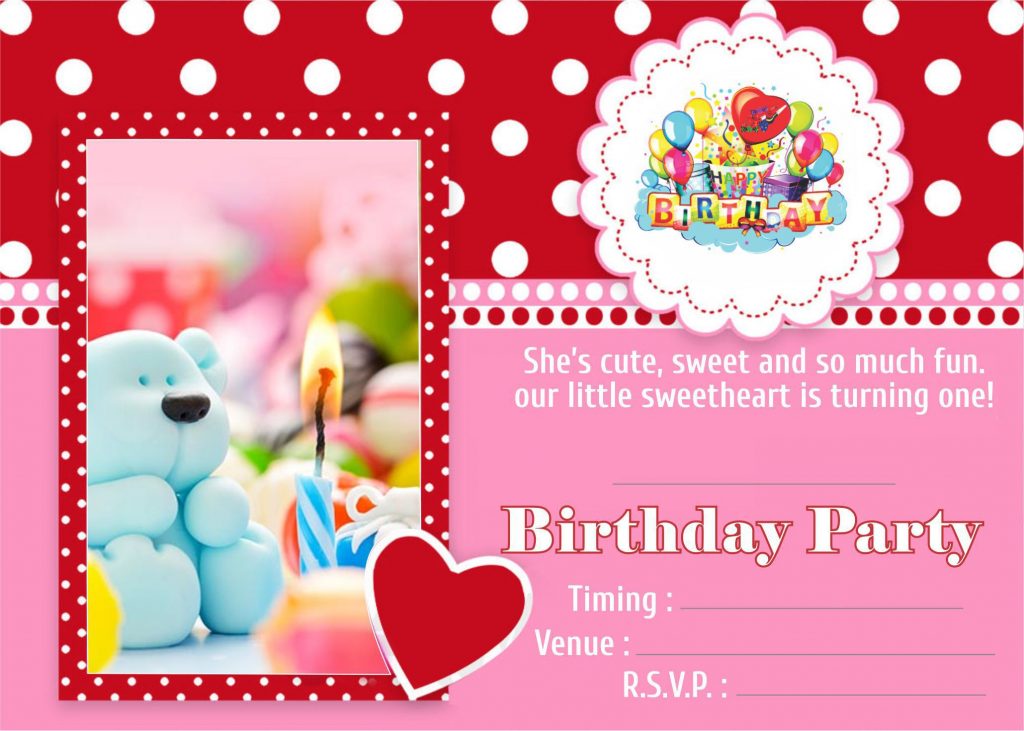 HAPPY
BIRTHDAY
She's cute, sweet and so much fun.
our little sweetheart is turning one!
Birthday Party
Timing :
Venue :
R.S.V.P. :